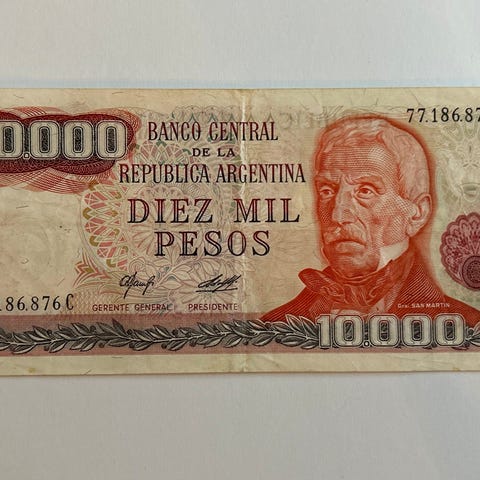 0.000
77.186.87
BANCO CENTRAL
DE LA
REPUBLICA ARGENTINA
DIEZ MIL
PESOS
186.876 C
GERENTE GENERAL PRESIDENTE
Gral. SAN MARTIN
10.000